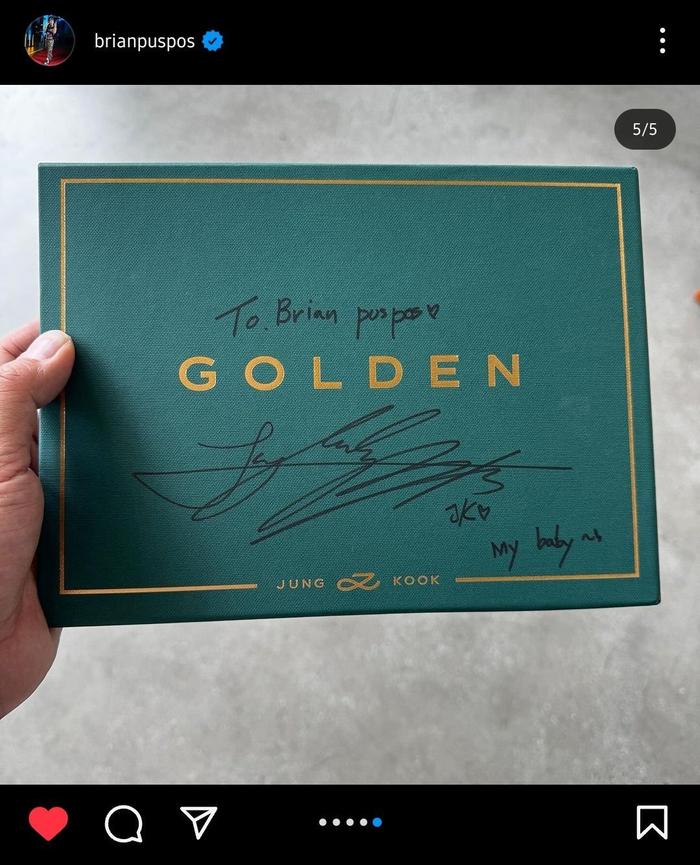 brianpuspos
5/5
To. Brian puspos♡
GOLDEN
JK♡
My baby ~
JUNG KOOK